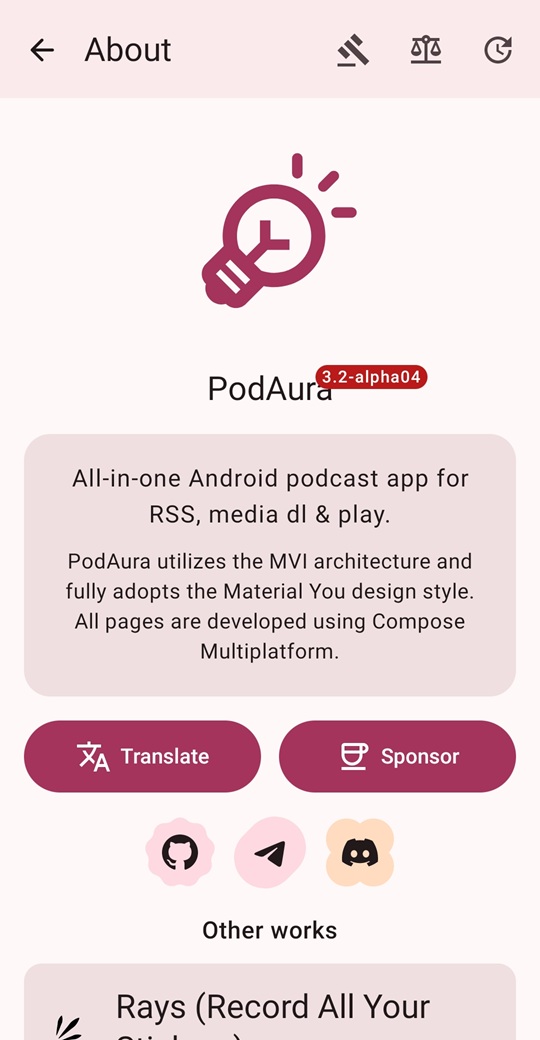 About
PodAura
3.2-alpha04
All-in-one Android podcast app for
RSS, media dl & play.
PodAura utilizes the MVI architecture and
fully adopts the Material You design style.
All pages are developed using Compose
Multiplatform.
Translate
Sponsor
Other works
Rays (Record All Your